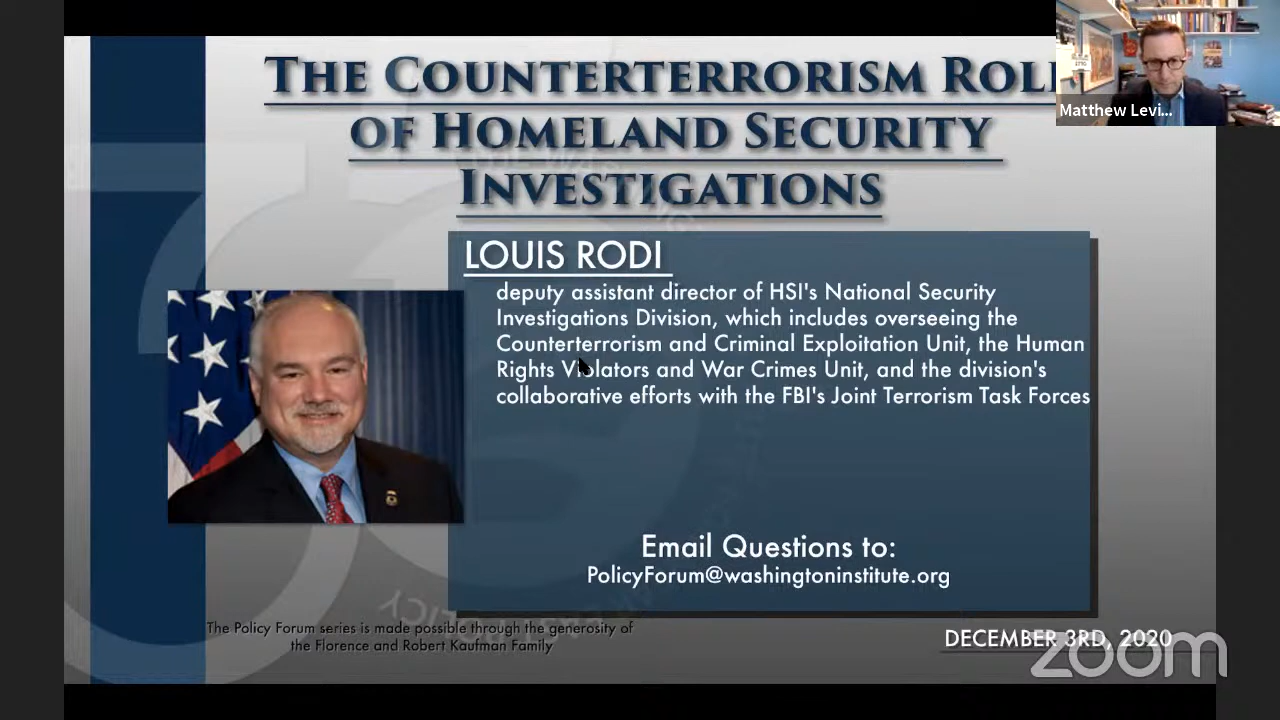 THE COUNTERTERRORISM ROLE
OF HOMELAND SECURITY
INVESTIGATIONS
Matthew Levi...
LOUIS RODI
deputy assistant director of HSI's National Security
Investigations Division, which includes overseeing the
Counterterrorism and Criminal Exploitation Unit, the Human
Rights Violators and War Crimes Unit, and the division's
collaborative efforts with the FBI's Joint Terrorism Task Forces
Email Questions to:
PolicyForum@washingtoninstitute.org
The Policy Forum series is made possible through the generosity of
the Florence and Robert Kaufman Family
DECEMBER 3RD, 2020
zoom